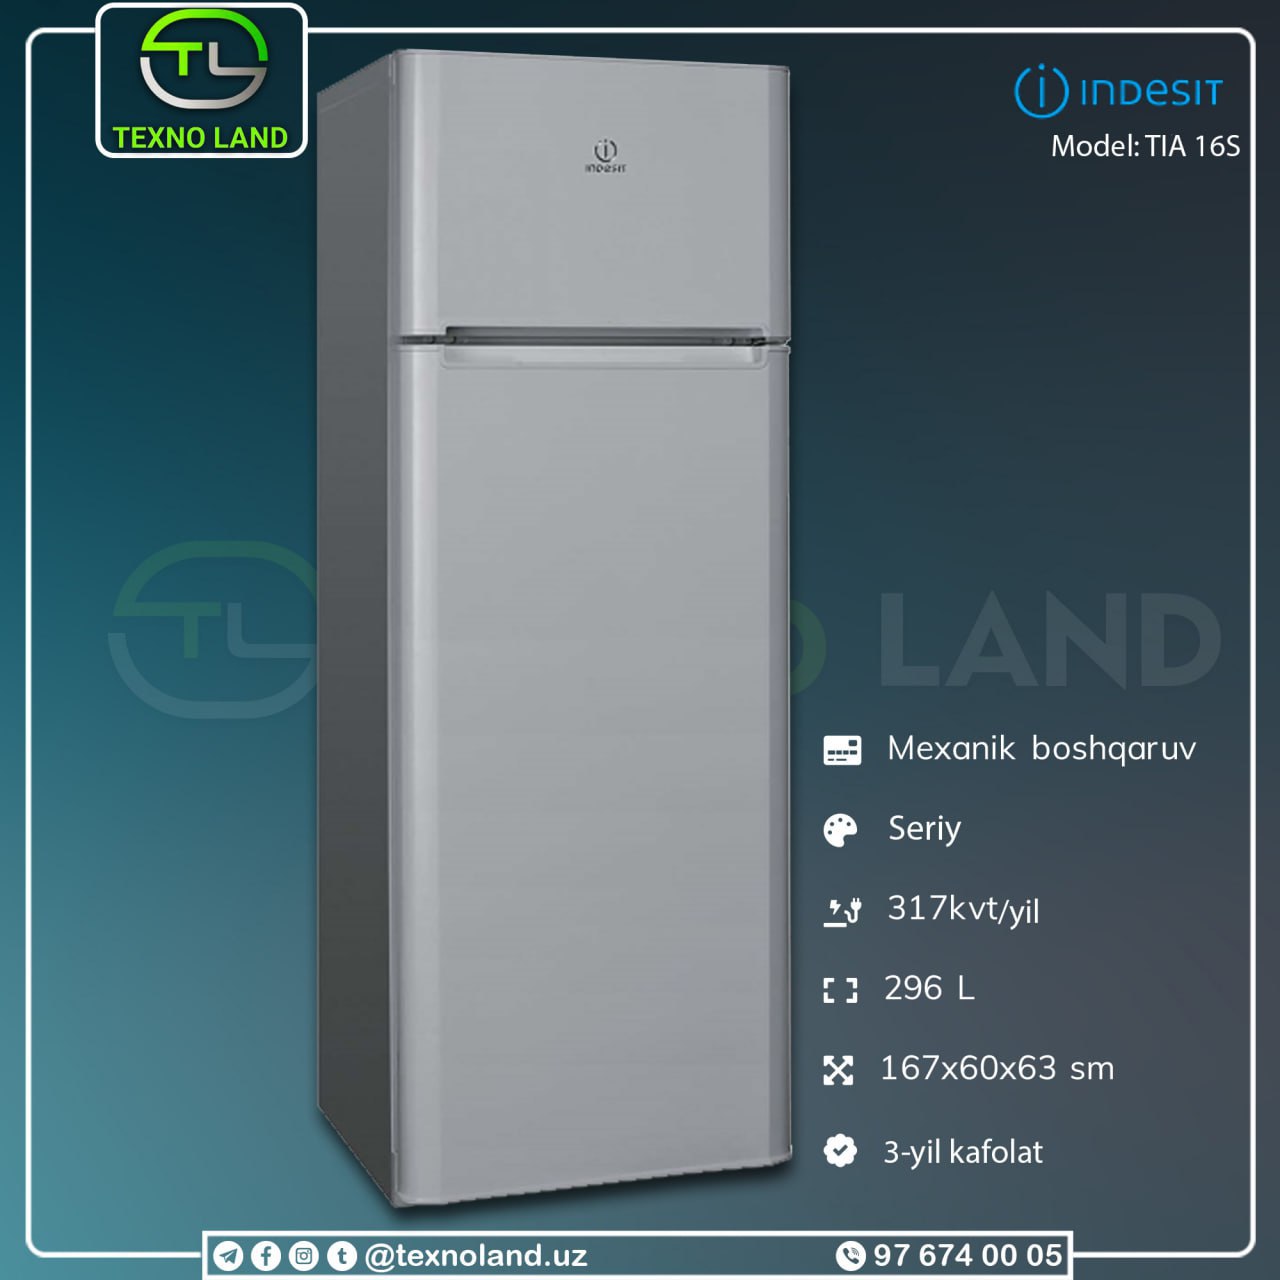 TL
TEXNO LAND
INDESIT
Model: TIA 16S
INDESIT
TL
O LAND
Mexanik boshqaruv
Seriy
317kvt/yil
296 L
167x60x63 sm
3-yil kafolat
@texnoland.uz
97 674 00 05